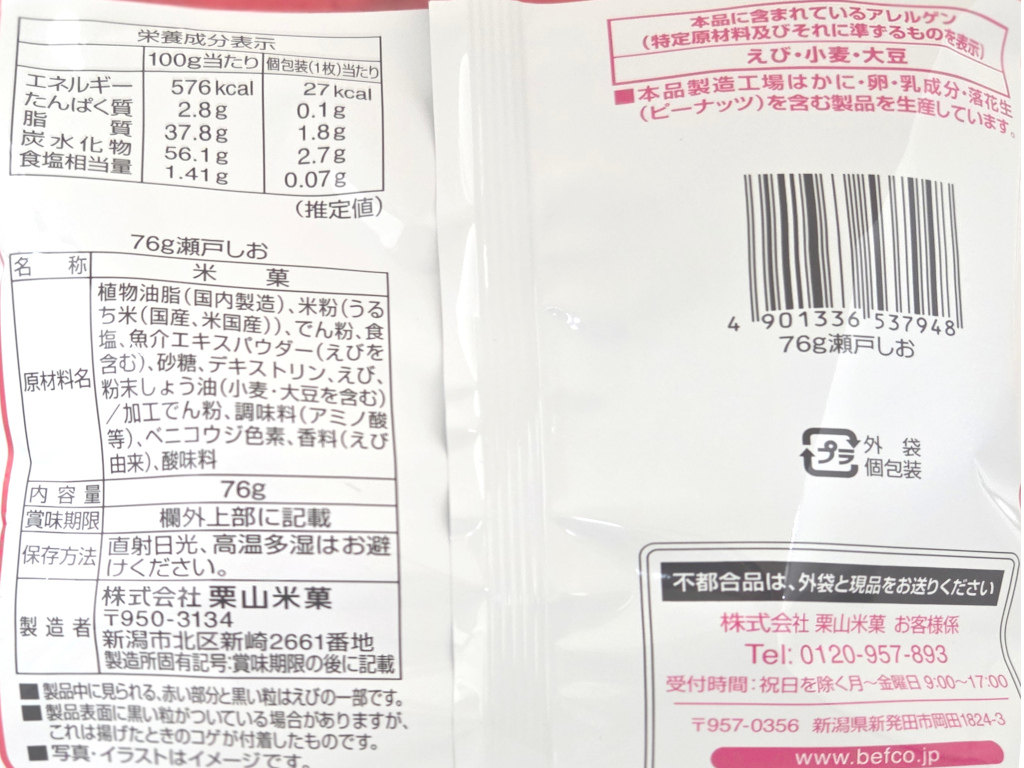 栄養成分表示
100g当たり 個包装(1枚)当たり
エネルギー 576kcal 27kcal
たんぱく質 2.8g 0.1g
脂質 37.8g 1.8g
炭水化物 56.1g 2.7g
食塩相当量 1.41g 0.07g
(推定値)
76g瀬戸しお
名称 米菓
原材料名 植物油脂(国内製造)、米粉(うる
ち米(国産、米国産))、でん粉、食
塩、魚介エキスパウダー(えびを
含む)、砂糖、デキストリン、えび、
粉末しょう油(小麦・大豆を含む)
/加工でん粉、調味料(アミノ酸
等)、ベニコウジ色素、香料(えび
由来)、酸味料
内容量 76g
賞味期限 欄外上部に記載
保存方法 直射日光、高温多湿はお避
けください。
製造者 株式会社 栗山米菓
〒950-3134
新潟市北区新崎2661番地
製造所固有記号:賞味期限の後に記載
■製品中に見られる、赤い部分と黒い粒はえびの一部です。
■製品表面に黒い粒がついている場合がありますが、
これは揚げたときのコゲが付着したものです。
■写真・イラストはイメージです。
本品に含まれているアレルゲン
(特定原材料及びそれに準ずるものを表示)
えび・小麦・大豆
■本品製造工場はかに・卵・乳成分・落花生
(ピーナッツ)を含む製品を生産しています。
4 901336 537948
76g瀬戸しお
プラ 外袋
個包装
不都合品は、外袋と現品をお送りください
株式会社 栗山米菓 お客様係
Tel: 0120-957-893
受付時間:祝日を除く月〜金曜日 9:00〜17:00
〒957-0356 新潟県新発田市岡田1824-3
www.befco.jp